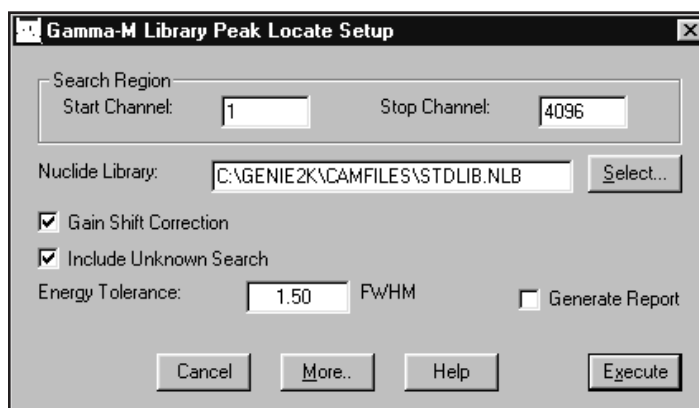 Gamma-M Library Peak Locate Setup
Search Region
Start Channel: 1 Stop Channel: 4096
Nuclide Library: C:\GENIE2K\CAMFILES\STDLIB.NLB Select...
Gain Shift Correction
Include Unknown Search
Energy Tolerance: 1.50 FWHM Generate Report
Cancel More.. Help Execute